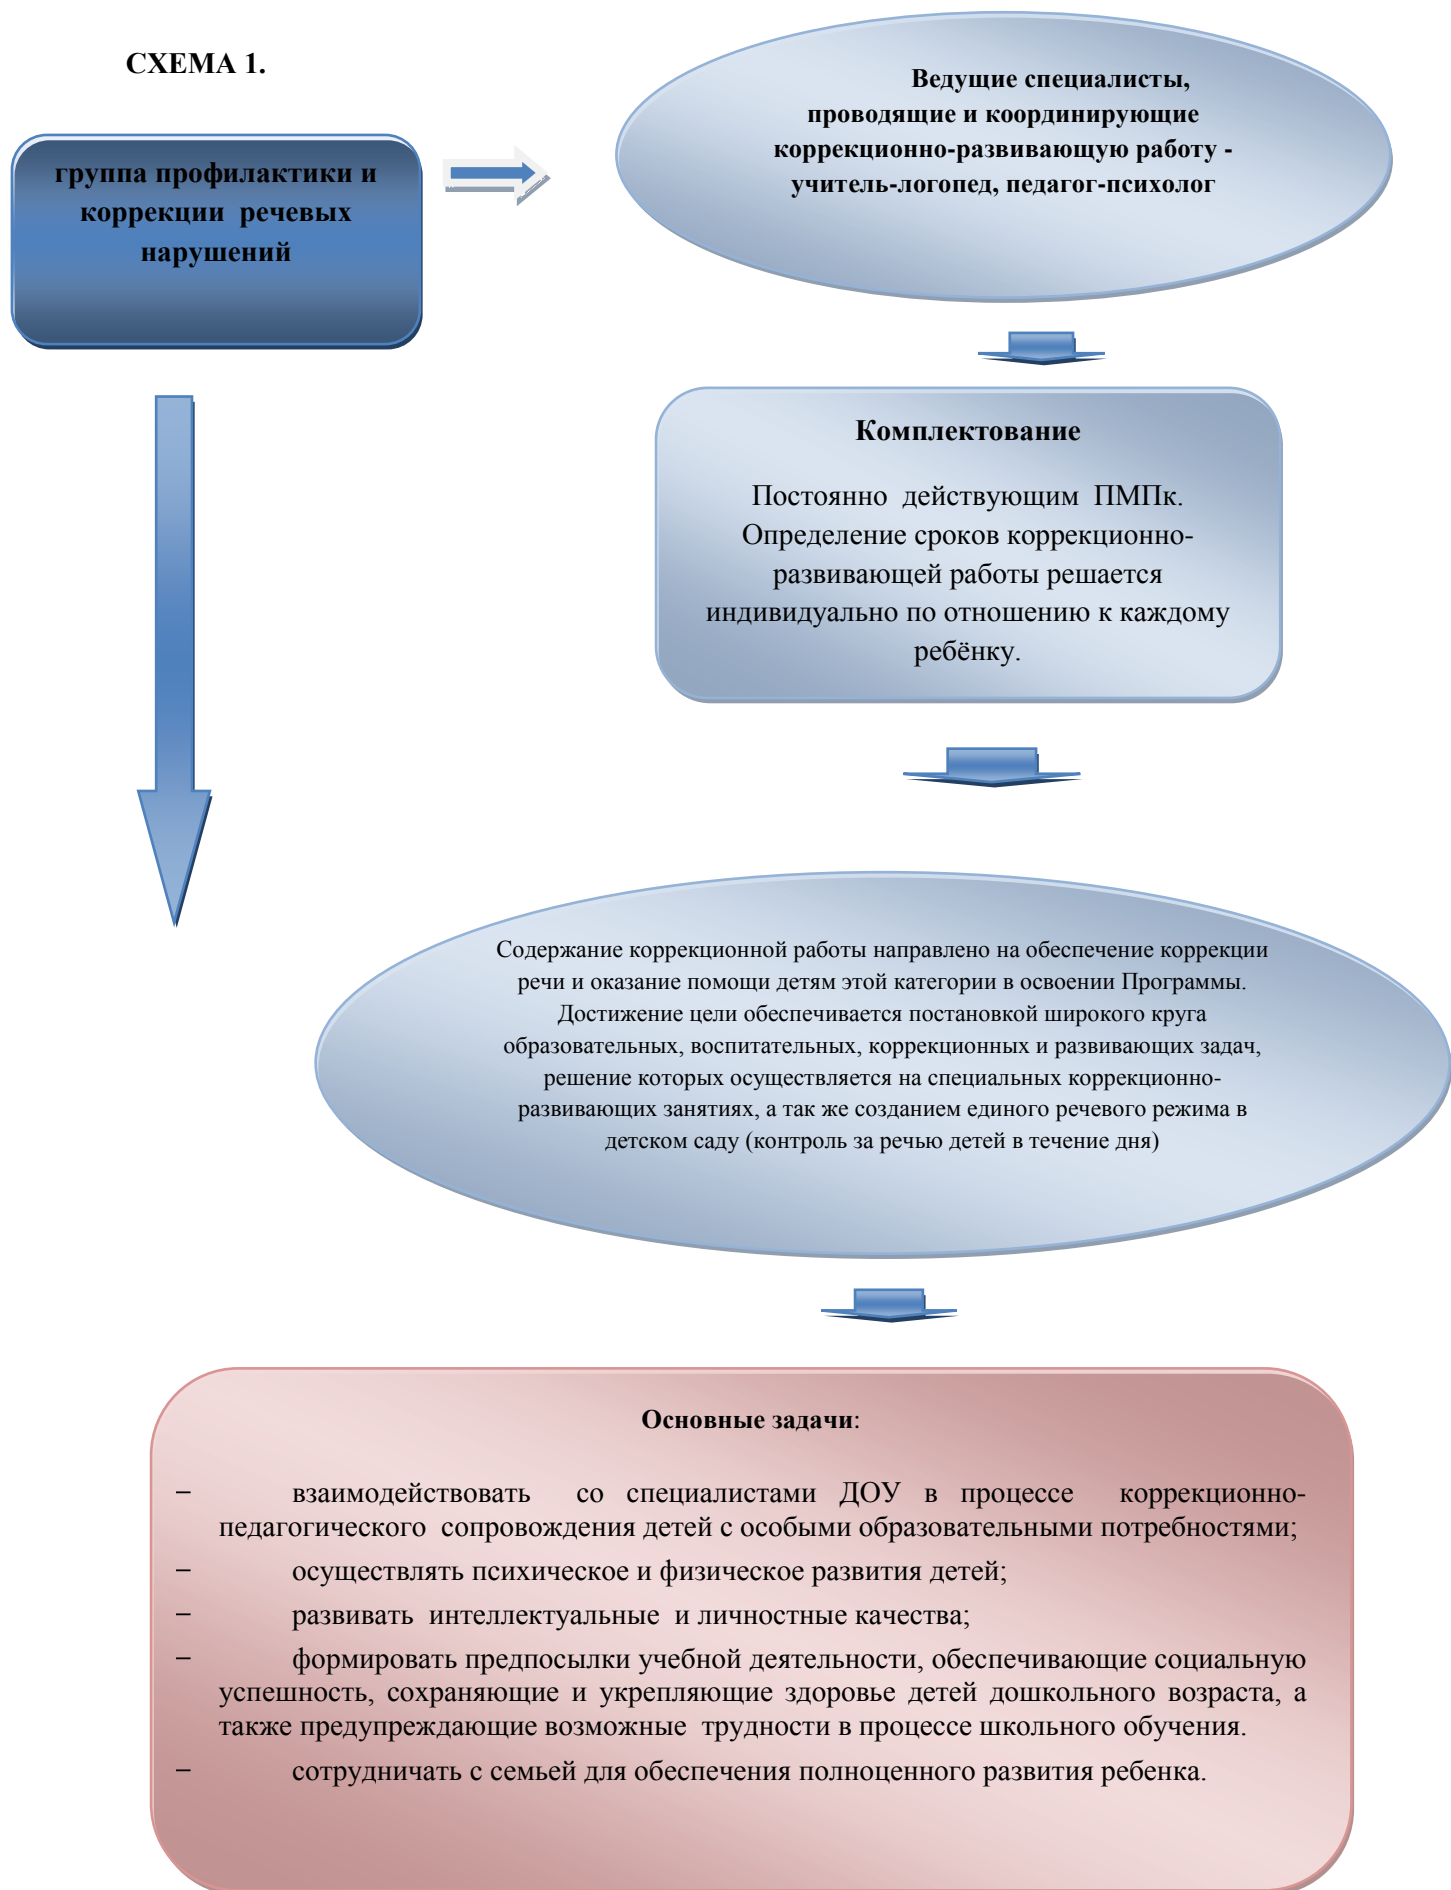 СХЕМА 1.
группа профилактики и
коррекции речевых
нарушений
Ведущие специалисты,
проводящие и координирующие
коррекционно-развивающую работу -
учитель-логопед, педагог-психолог
Комплектование
Постоянно действующим ПМПк.
Определение сроков коррекционно-
развивающей работы решается
индивидуально по отношению к каждому
ребёнку.
Содержание коррекционной работы направлено на обеспечение коррекции
речи и оказание помощи детям этой категории в освоении Программы.
Достижение цели обеспечивается постановкой широкого круга
образовательных, воспитательных, коррекционных и развивающих задач,
решение которых осуществляется на специальных коррекционно-
развивающих занятиях, а так же созданием единого речевого режима в
детском саду (контроль за речью детей в течение дня)
Основные задачи:
– взаимодействовать со специалистами ДОУ в процессе коррекционно-
педагогического сопровождения детей с особыми образовательными потребностями;
– осуществлять психическое и физическое развития детей;
– развивать интеллектуальные и личностные качества;
– формировать предпосылки учебной деятельности, обеспечивающие социальную
успешность, сохраняющие и укрепляющие здоровье детей дошкольного возраста, а
также предупреждающие возможные трудности в процессе школьного обучения.
– сотрудничать с семьей для обеспечения полноценного развития ребенка.